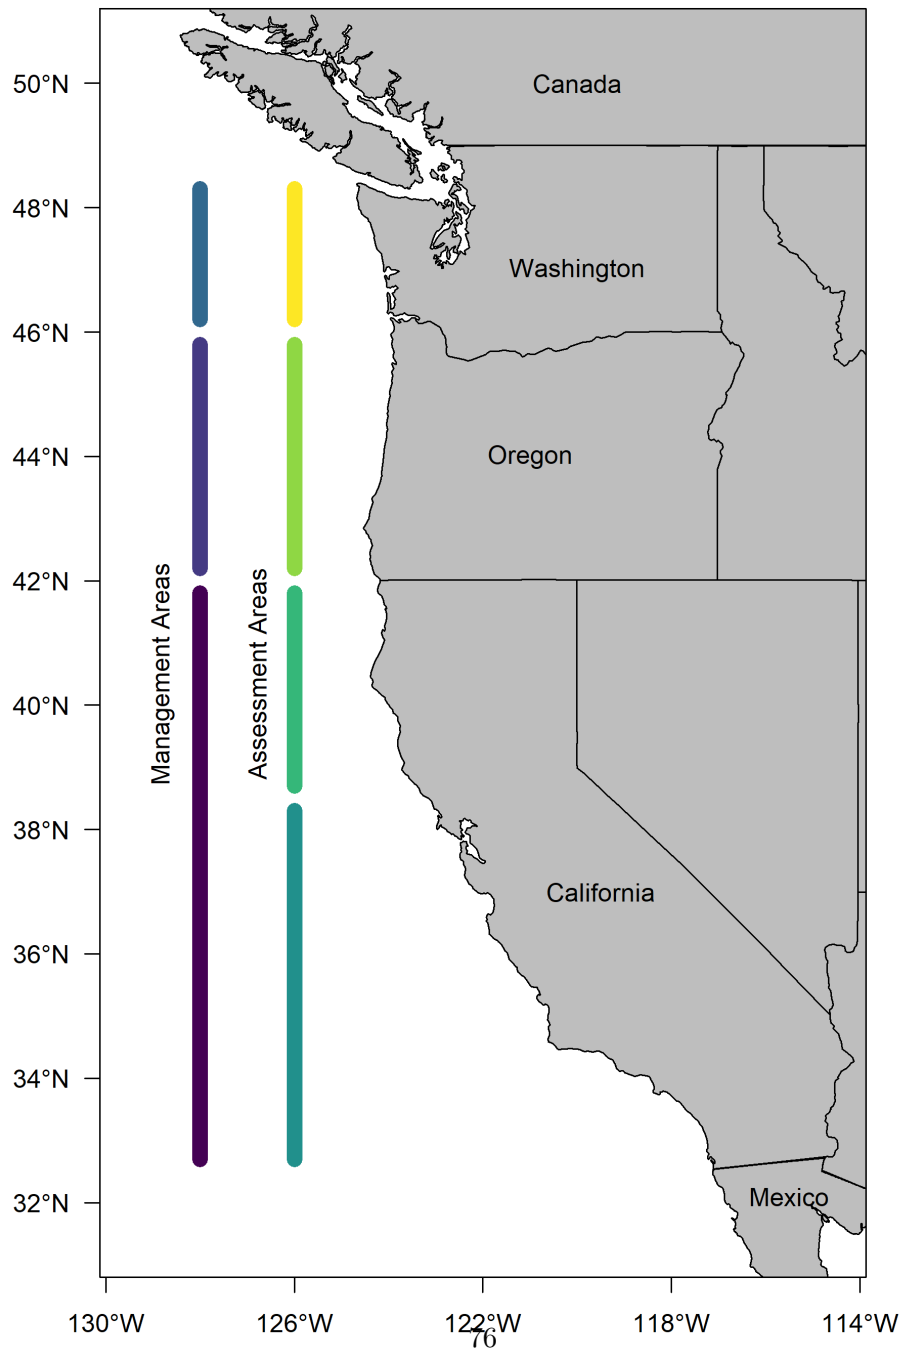 50°N
Canada
48°N
Washington
46°N
44°N
Oregon
42°N
Management Areas
Assessment Areas
40°N
38°N
California
36°N
34°N
32°N
Mexico
130°W
126°W
122°W
118°W
114°W
76